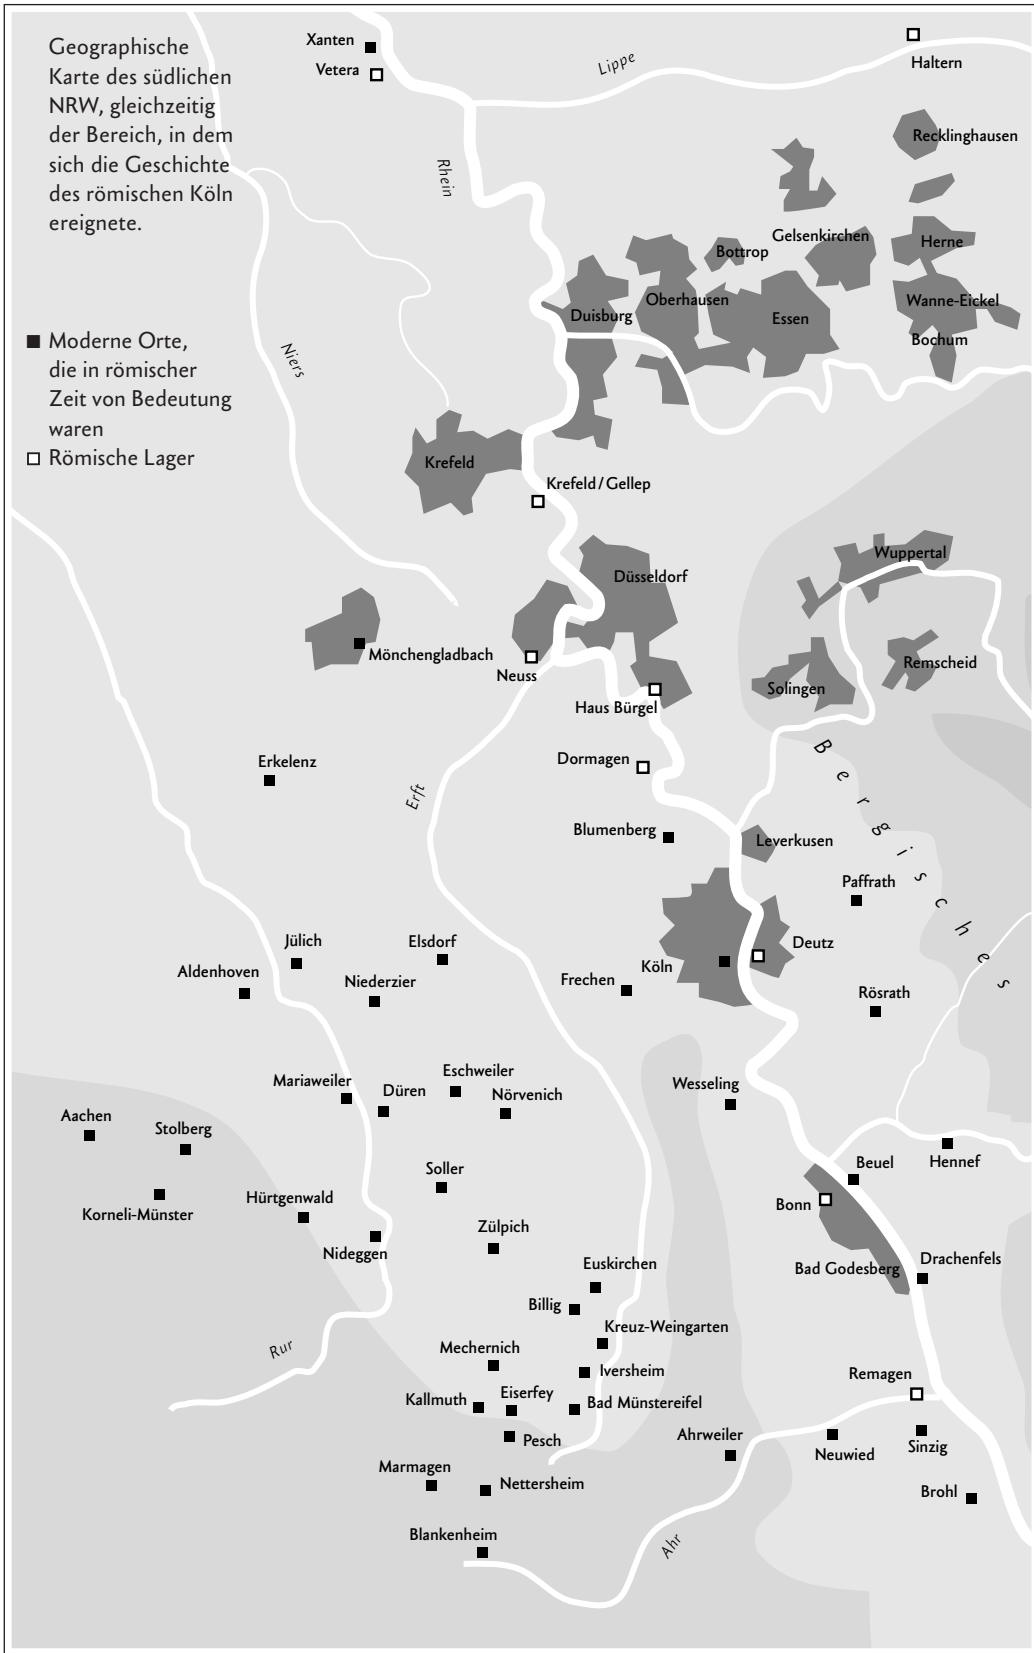 Geographische
Karte des südlichen
NRW, gleichzeitig
der Bereich, in dem
sich die Geschichte
des römischen Köln
ereignete.
Moderne Orte,
die in römischer
Zeit von Bedeutung
waren
Römische Lager
Xanten
Vetera
Lippe
Haltern
Recklinghausen
Rhein
Gelsenkirchen
Herne
Bottrop
Oberhausen
Wanne-Eickel
Duisburg
Essen
Bochum
Niers
Krefeld
Krefeld/Gellep
Wuppertal
Düsseldorf
Mönchengladbach
Neuss
Remscheid
Solingen
Haus Bürgel
Dormagen
Erkelenz
Erft
Bergisches
Blumenberg
Leverkusen
Paffrath
Jülich
Elsdorf
Deutz
Aldenhoven
Niederzier
Frechen
Köln
Rösrath
Mariaweiler
Düren
Eschweiler
Nörvenich
Wesseling
Aachen
Stolberg
Soller
Beuel
Hennef
Korneli-Münster
Hürtgenwald
Bonn
Nideggen
Zülpich
Euskirchen
Bad Godesberg
Drachenfels
Billig
Kreuz-Weingarten
Rur
Mechernich
Iversheim
Remagen
Kallmuth
Eiserfey
Bad Münstereifel
Pesch
Ahrweiler
Neuwied
Sinzig
Marmagen
Nettersheim
Brohl
Blankenheim
Ahr